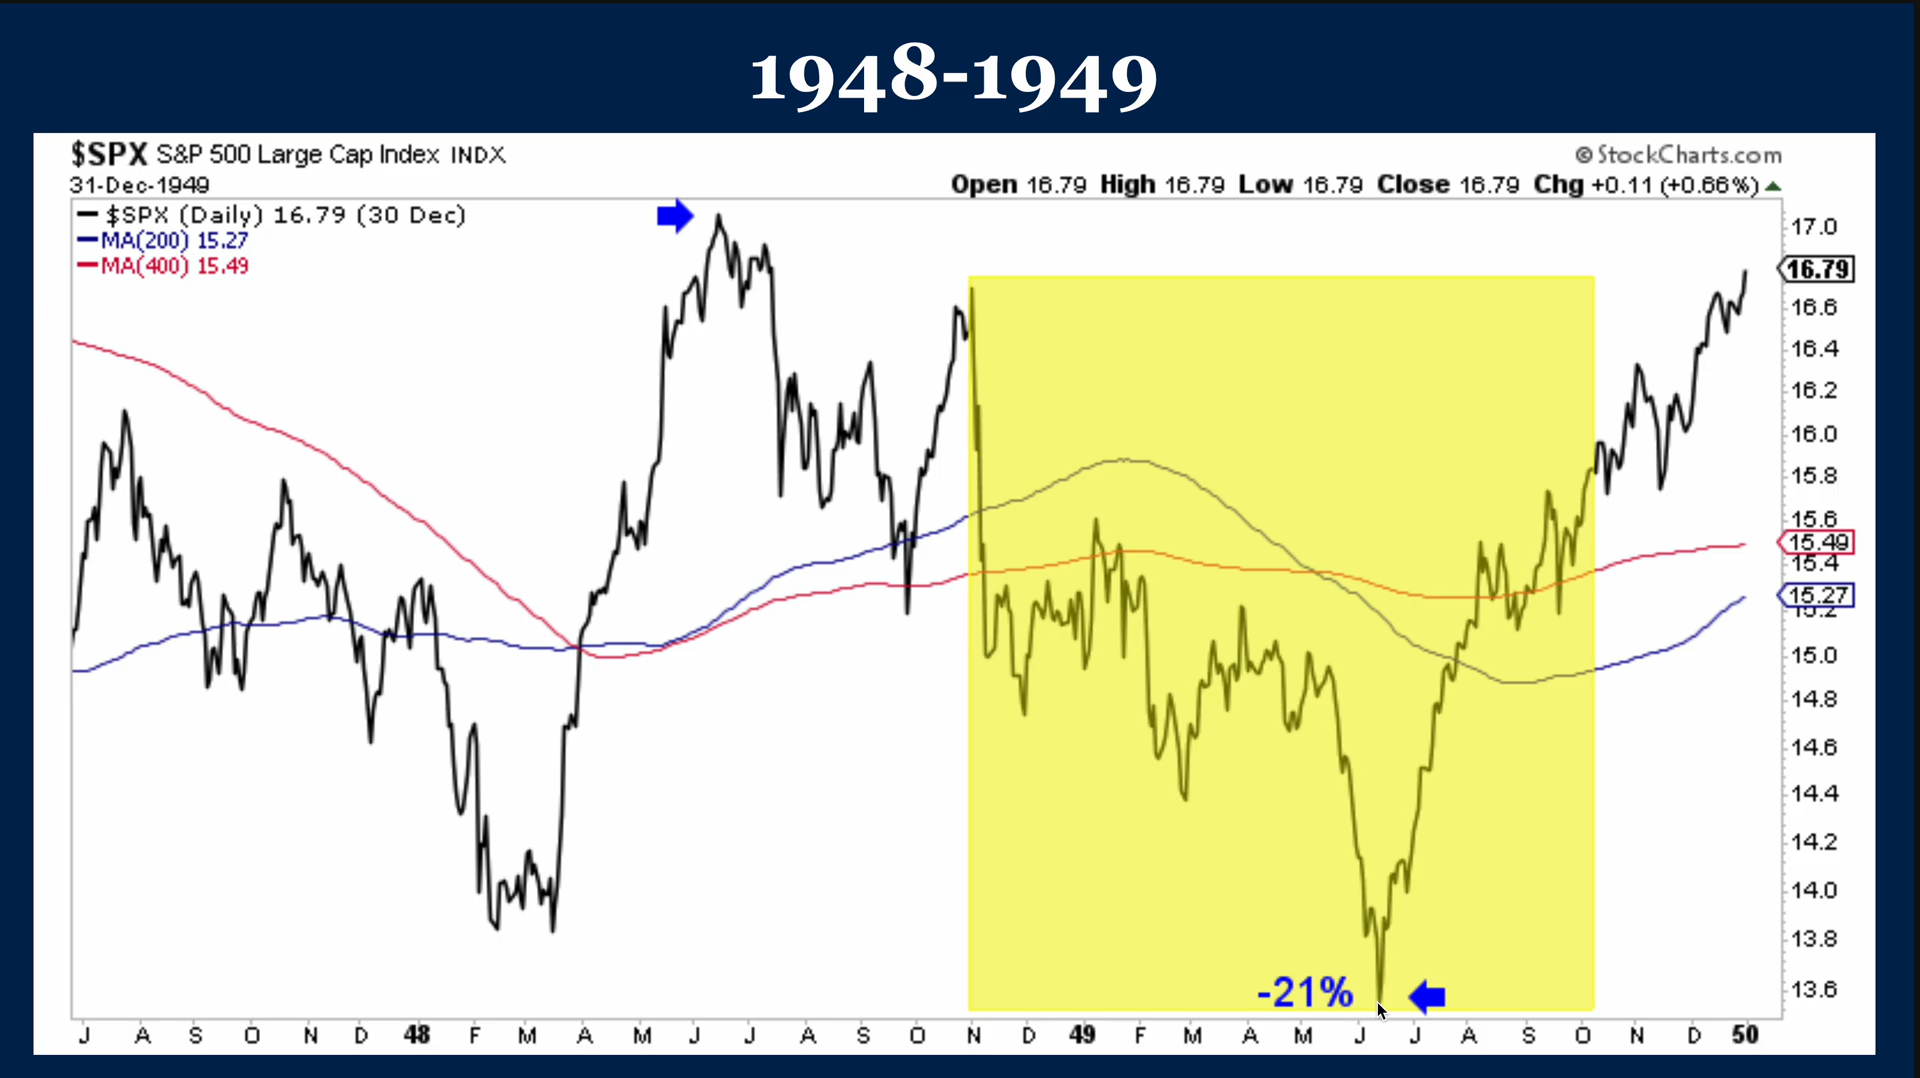 1948-1949
$SPX S&P 500 Large Cap Index INDX
© StockCharts.com
31-Dec-1949
Open 16.79 High 16.79 Low 16.79 Close 16.79 Chg +0.11 (+0.66%)
$SPX (Daily) 16.79 (30 Dec)
MA(200) 15.27
MA(400) 15.49
17.0
16.79
16.6
16.4
16.2
16.0
15.8
15.6
15.49
15.4
15.27
15.2
15.0
14.8
14.6
14.4
14.2
14.0
13.8
13.6
-21%
J A S O N D 48 F M A M J J A S O N D 49 F M A M J J A S O N D 50